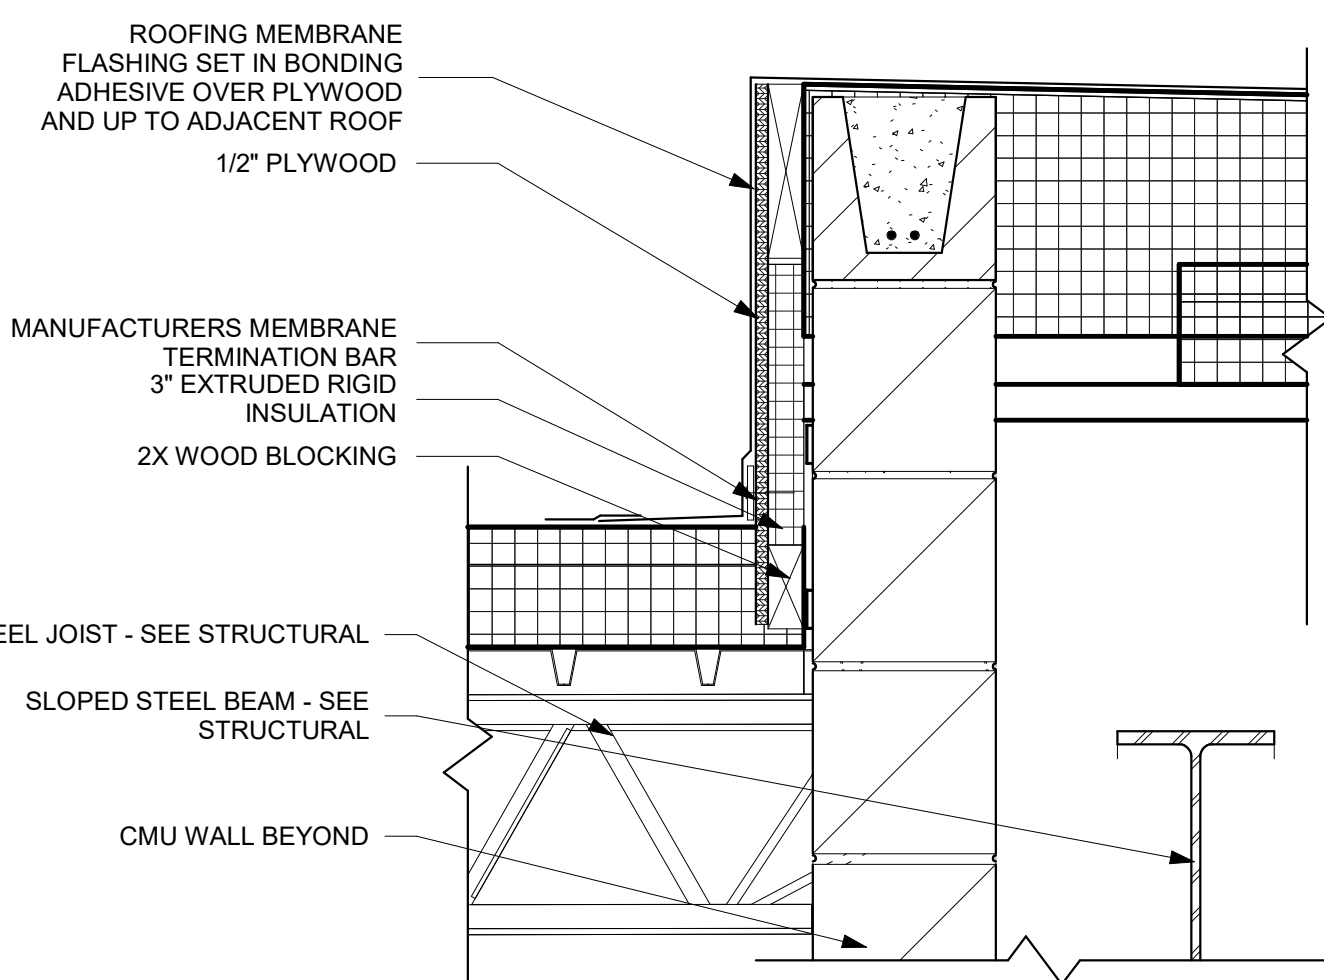 ROOFING MEMBRANE
FLASHING SET IN BONDING
ADHESIVE OVER PLYWOOD
AND UP TO ADJACENT ROOF
1/2" PLYWOOD
MANUFACTURERS MEMBRANE
TERMINATION BAR
3" EXTRUDED RIGID
INSULATION
2X WOOD BLOCKING
EEL JOIST - SEE STRUCTURAL
SLOPED STEEL BEAM - SEE
STRUCTURAL
CMU WALL BEYOND